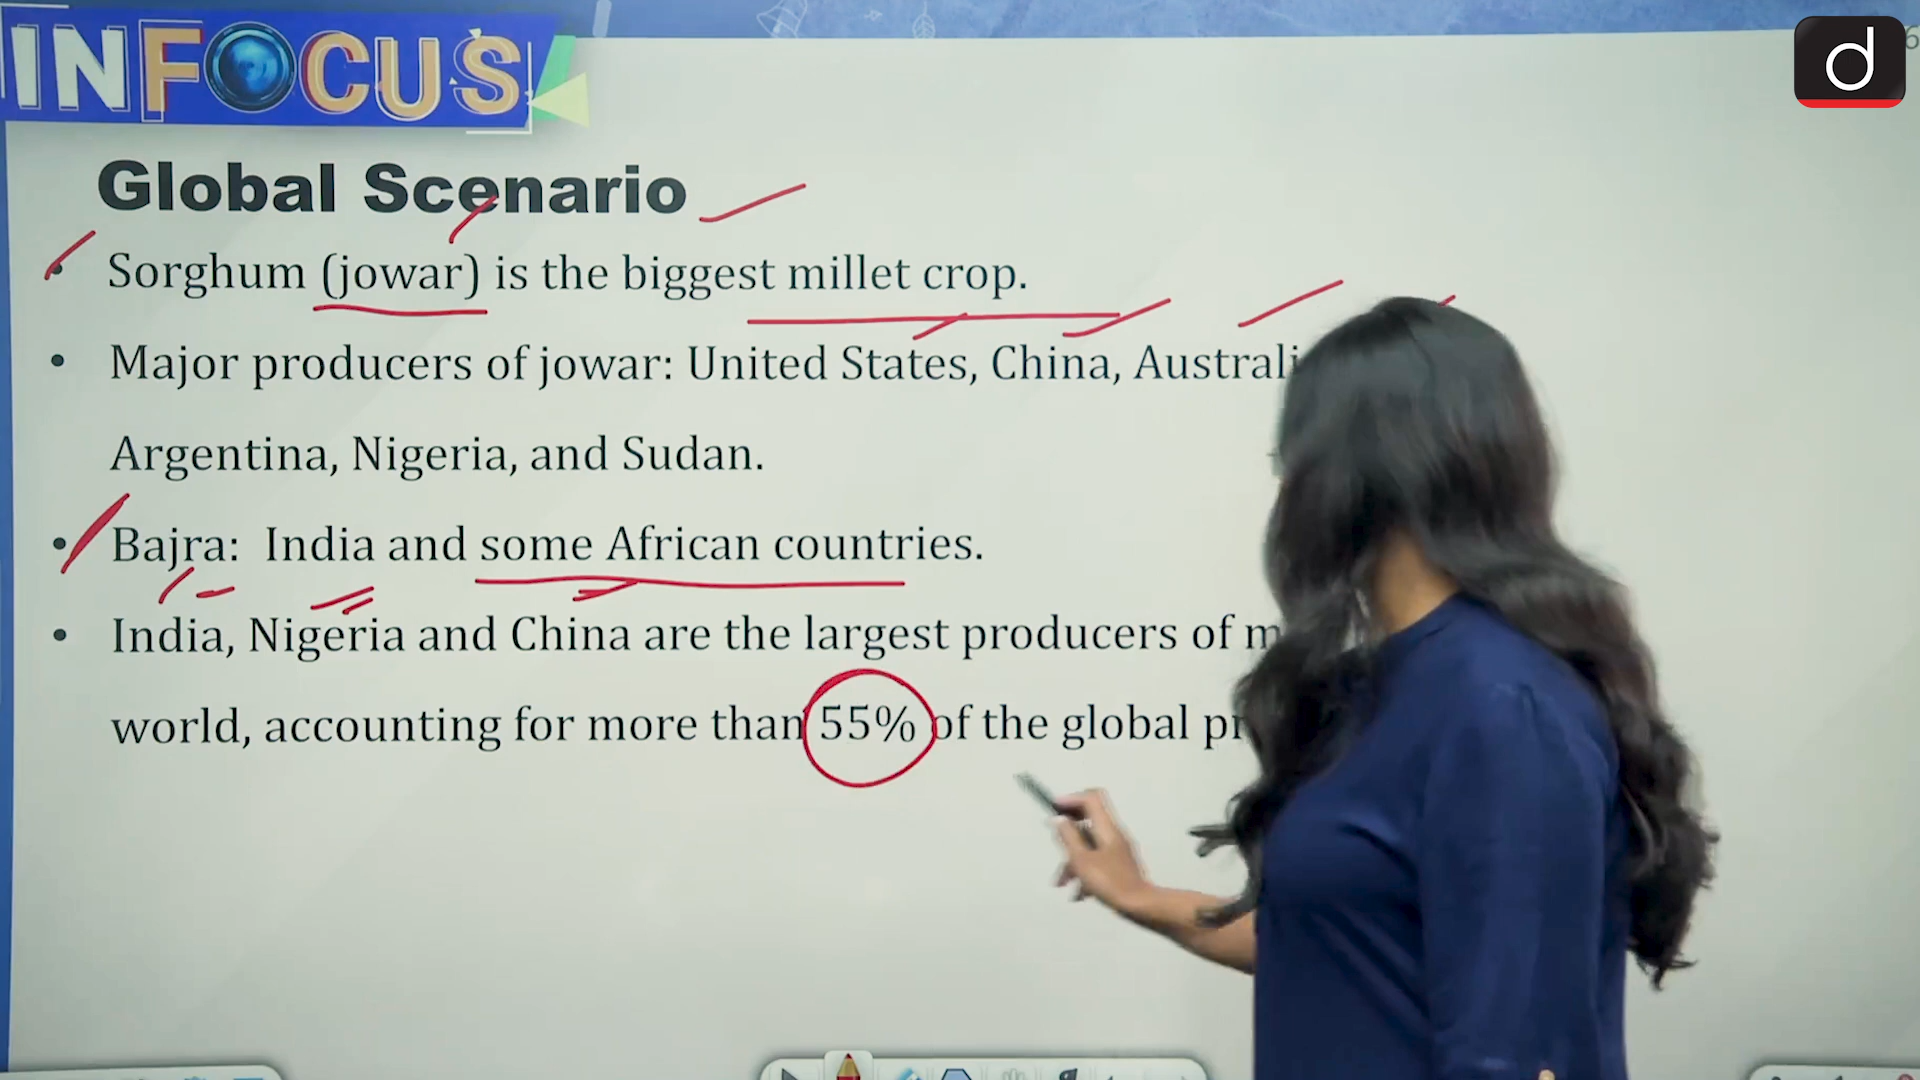 INFOCUS
d
6
Global Scenario
• Sorghum (jowar) is the biggest millet crop.
• Major producers of jowar: United States, China,
Argentina, Nigeria, and Sudan.
• Bajra: India and some African countries.
• India, Nigeria and China are the largest producers of
world, accounting for more than 55% of the global